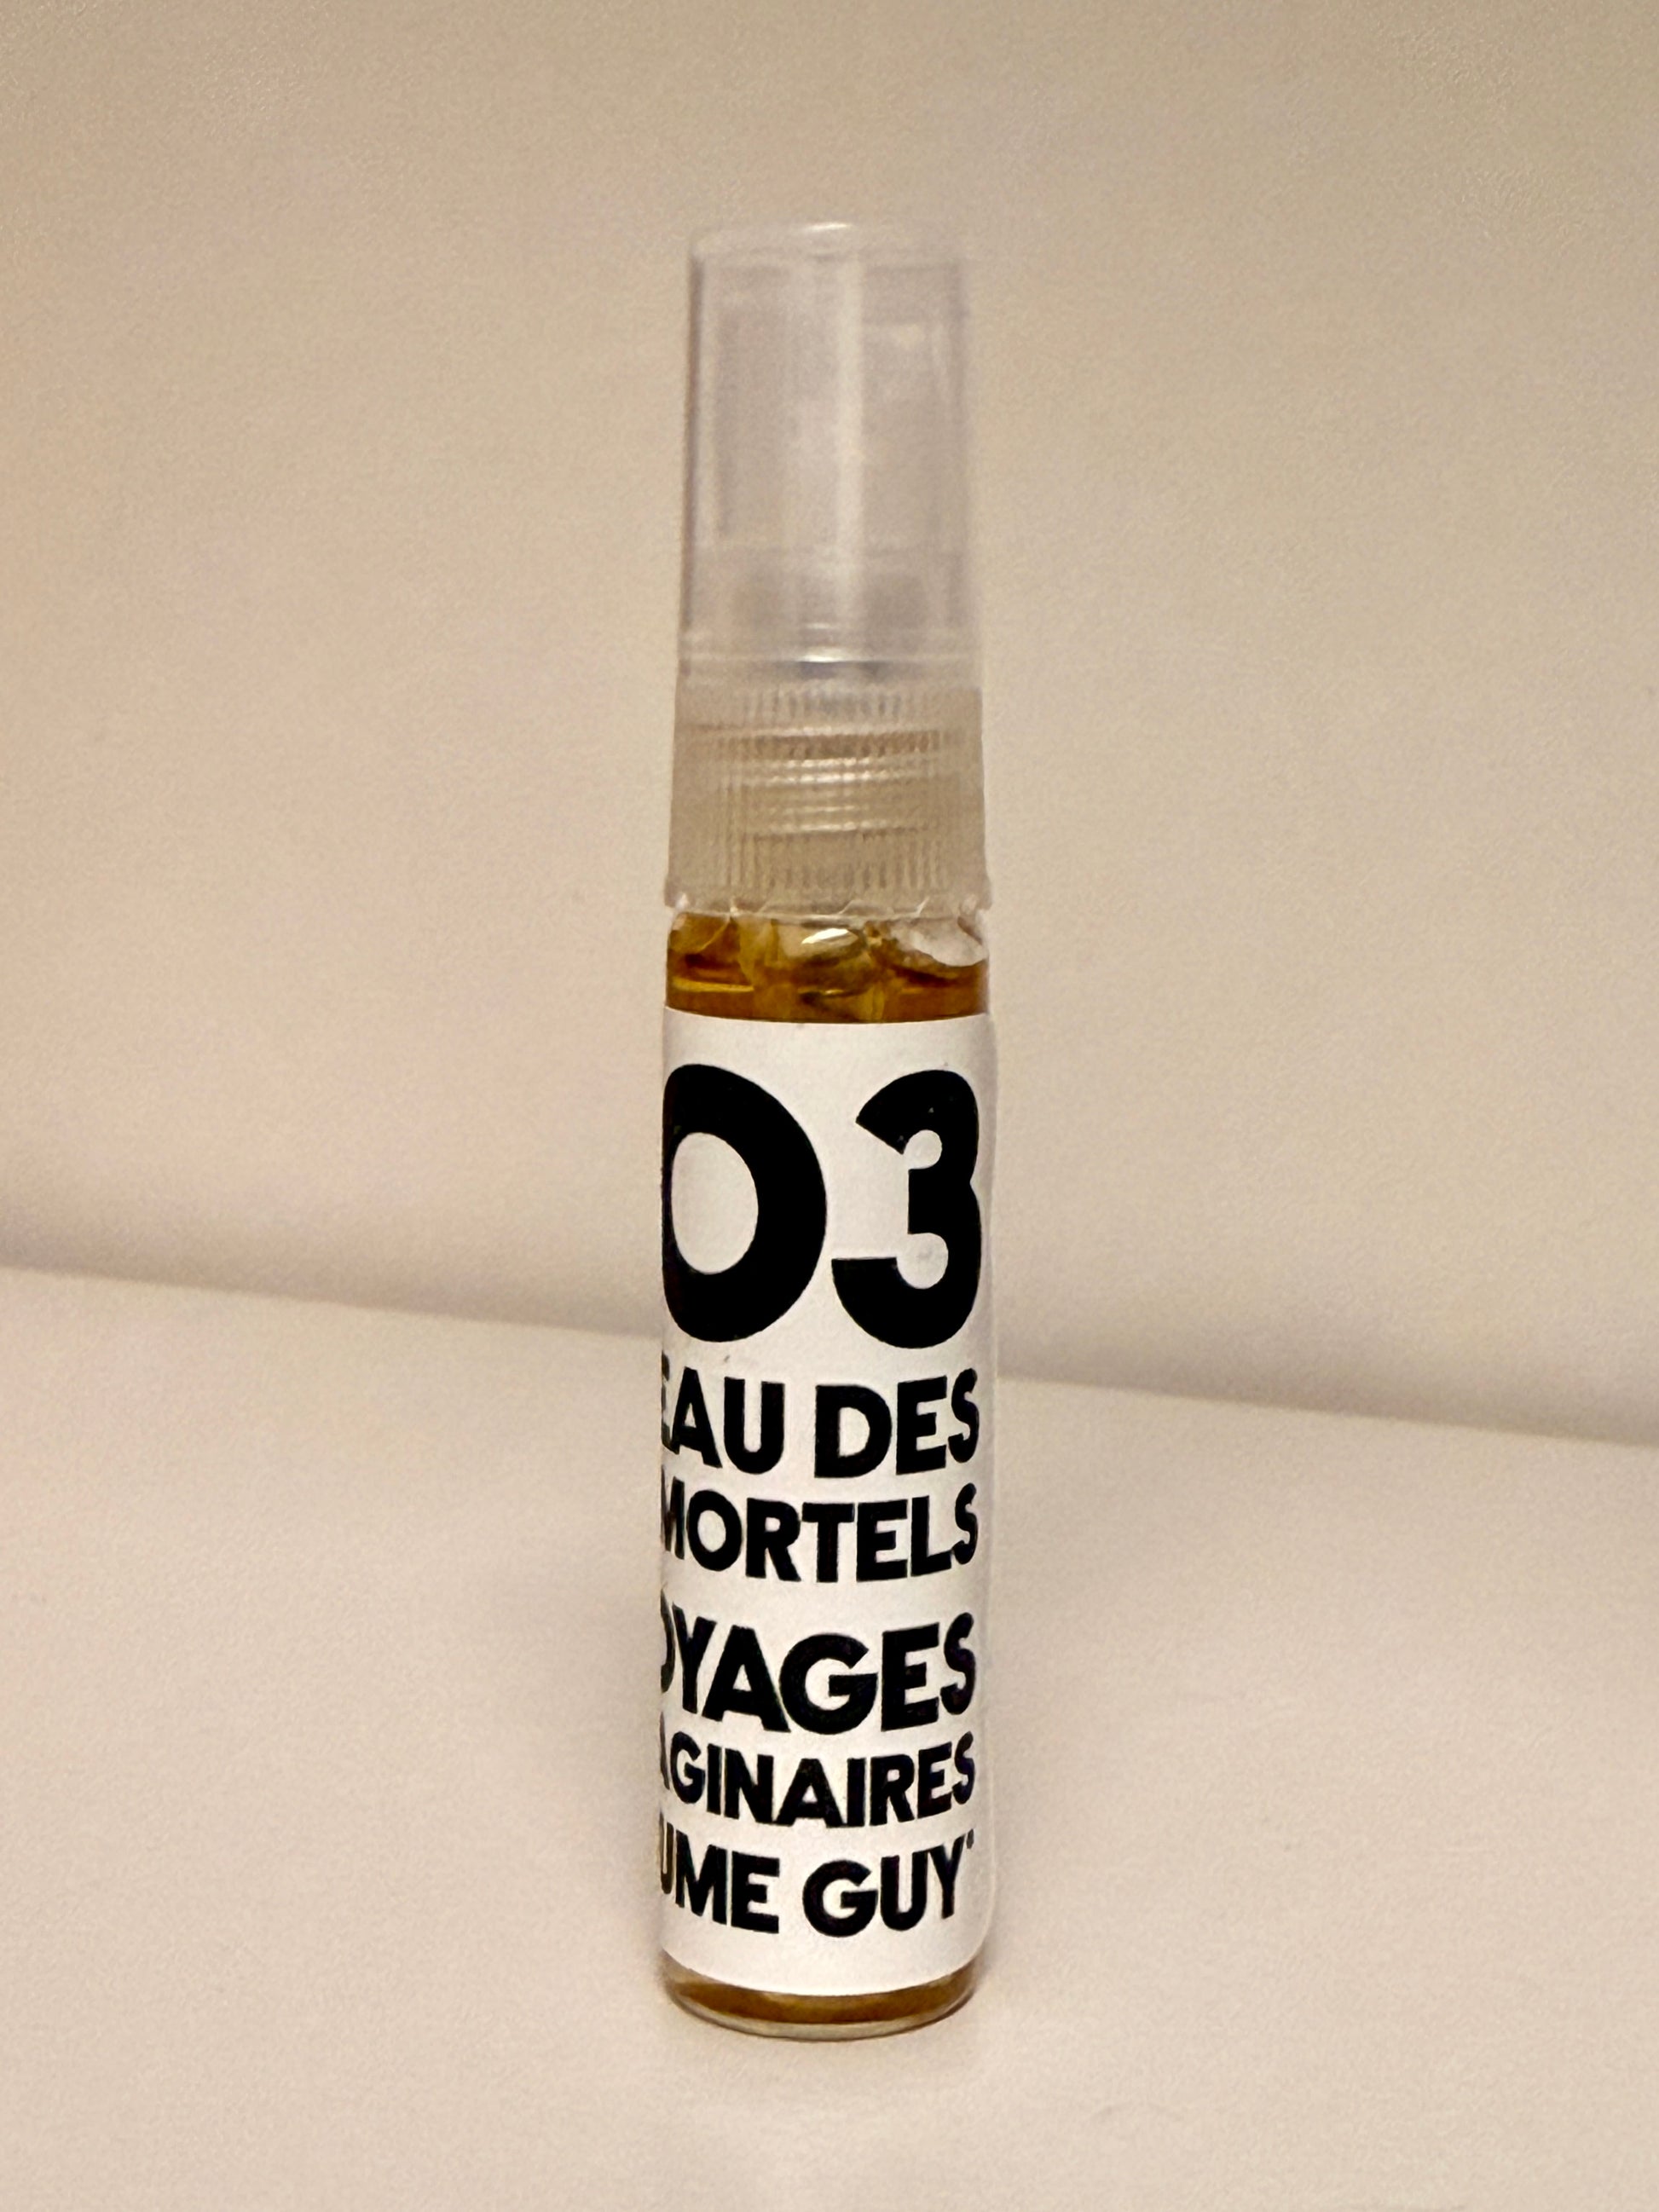 03
EAU DES
MORTELS
OYAGES
AGINAIRES
UME GUY